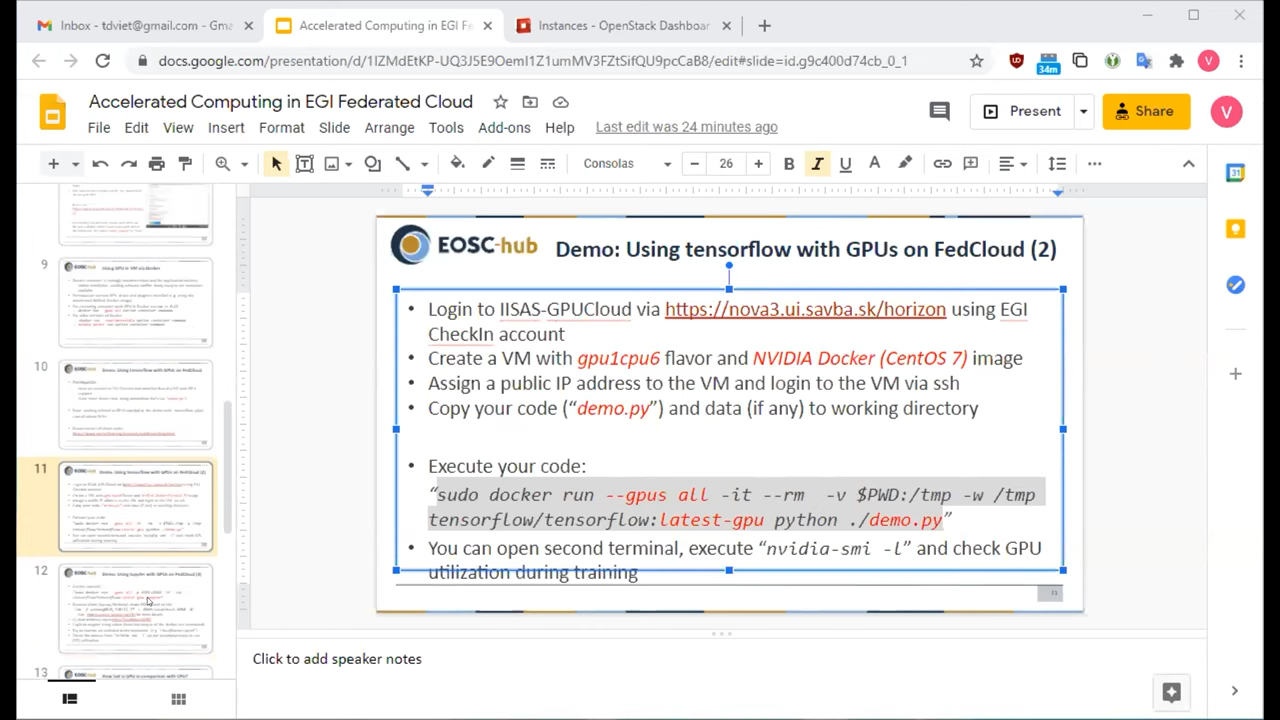 Inbox - tdviet@gmail.com - Gma
Accelerated Computing in EGI Fe
Instances - OpenStack Dashboar
docs.google.com/presentation/d/1IZMdEtKP-UQ3J5E9OemI1Z1umMV3FZtSifQU9pcCaB8/edit#slide=id.g9c400d74cb_0_1
34m
V
Accelerated Computing in EGI Federated Cloud
File Edit View Insert Format Slide Arrange Tools Add-ons Help
Last edit was 24 minutes ago
Present
Share
V
Consolas
26
B I U A
31
9
10
11
12
13
EOSC-hub
Demo: Using tensorflow with GPUs on FedCloud (2)
• Login to IISAS-GPUCloud via https://nova3.ui.savba.sk/horizon using EGI
CheckIn account
• Create a VM with gpu1cpu6 flavor and NVIDIA Docker (CentOS 7) image
• Assign a public IP address to the VM and login to the VM via ssh
• Copy your code (“demo.py”) and data (if any) to working directory
• Execute your code:
“sudo docker run --gpus all -it --rm -v $PWD:/tmp -w /tmp
tensorflow/tensorflow:latest-gpu python ./demo.py”
• You can open second terminal, execute “nvidia-smi -l” and check GPU
utilization during training
11
Click to add speaker notes